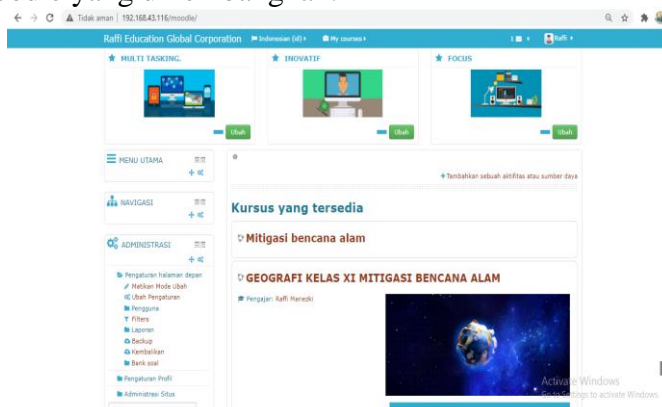 Tidak aman | 192.168.43.116/moodle/
Raffi Education Global Corporation Indonesian (id) My courses Raffi
MULTI TASKING. INOVATIF FOCUS
Ubah Ubah Ubah
MENU UTAMA
Tambahkan sebuah aktifitas atau sumber daya
NAVIGASI
Kursus yang tersedia
Mitigasi bencana alam
ADMINISTRASI
Pengaturan halaman depan
GEOGRAFI KELAS XI MITIGASI BENCANA ALAM
Matikan Mode Ubah
Ubah Pengaturan
Pengguna
Pengajar: Raffi Marezki
Filters
Laporan
Backup
Kembalikan
Bank soal
Pengaturan Profil
Administrasi Situs
Activate Windows
Go to Settings to activate Windows.